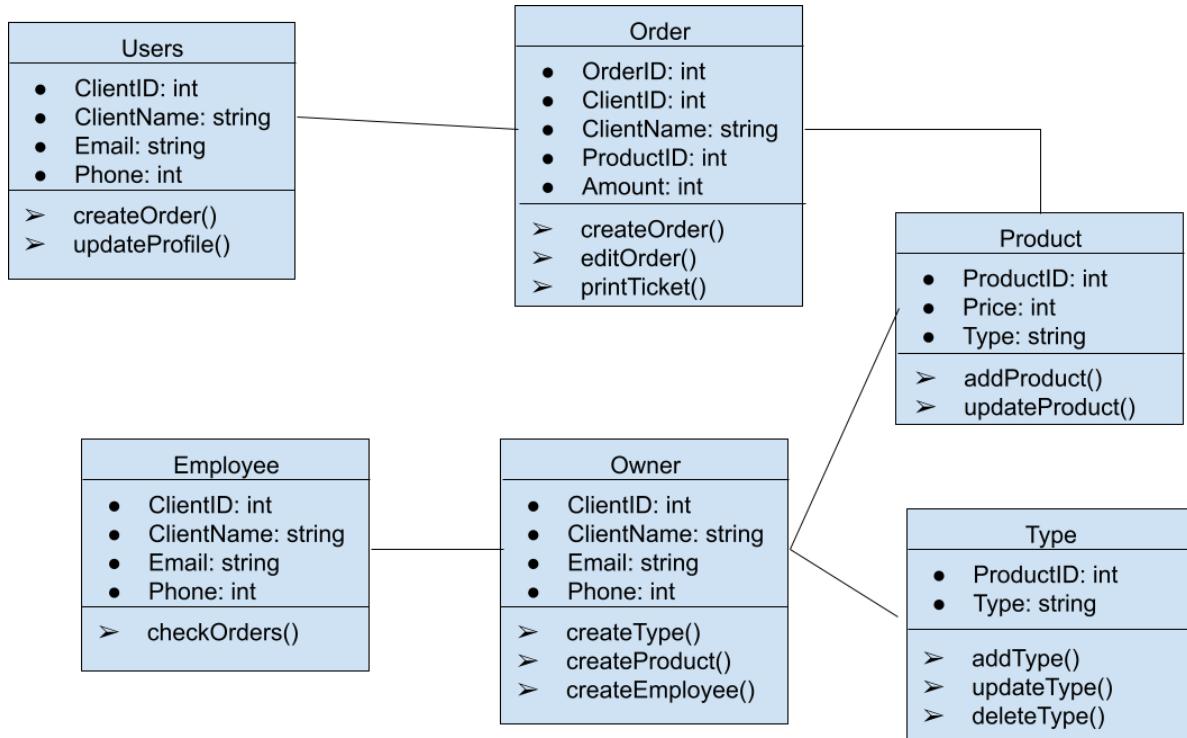 Users
● ClientID: int
● ClientName: string
● Email: string
● Phone: int
➢ createOrder()
➢ updateProfile()
Order
● OrderID: int
● ClientID: int
● ClientName: string
● ProductID: int
● Amount: int
➢ createOrder()
➢ editOrder()
➢ printTicket()
Product
● ProductID: int
● Price: int
● Type: string
➢ addProduct()
➢ updateProduct()
Employee
● ClientID: int
● ClientName: string
● Email: string
● Phone: int
➢ checkOrders()
Owner
● ClientID: int
● ClientName: string
● Email: string
● Phone: int
➢ createType()
➢ createProduct()
➢ createEmployee()
Type
● ProductID: int
● Type: string
➢ addType()
➢ updateType()
➢ deleteType()